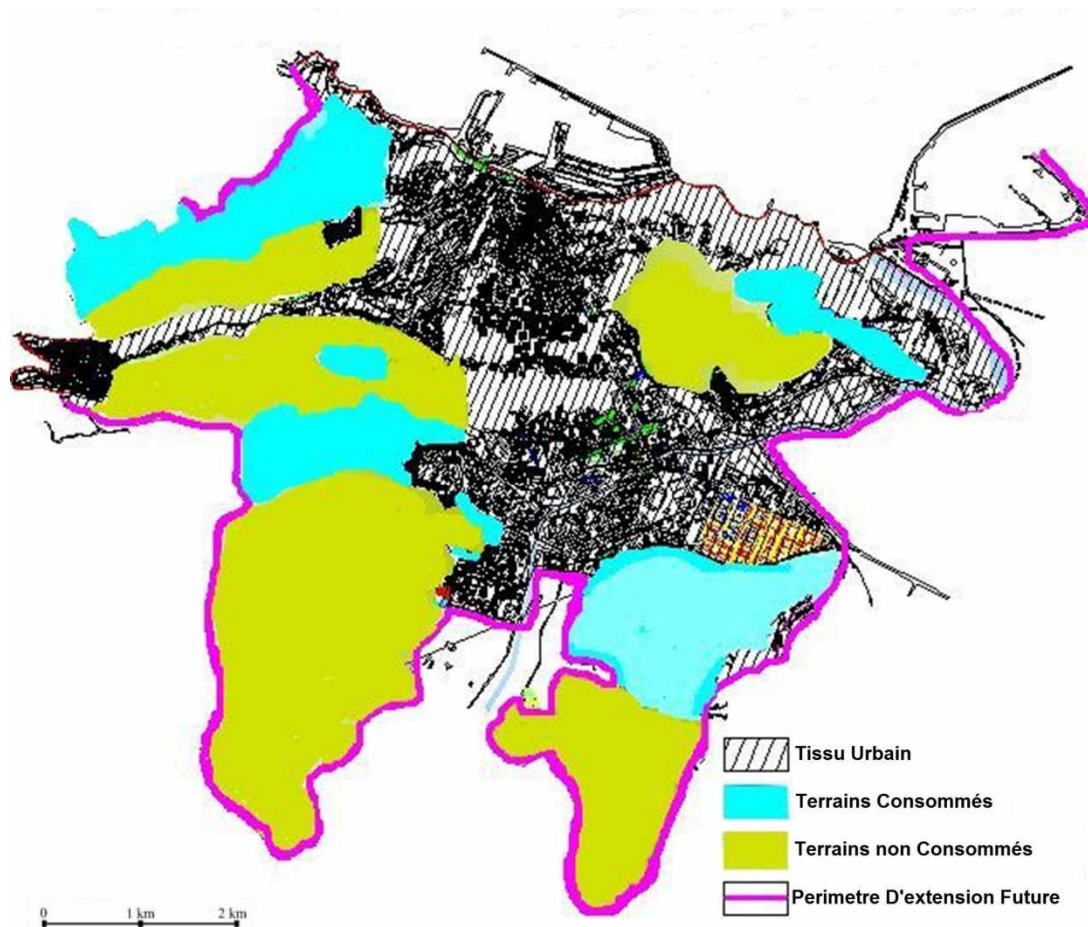 Tissu Urbain
Terrains Consommés
Terrains non Consommés
Perimetre D'extension Future
0 1 km 2 km